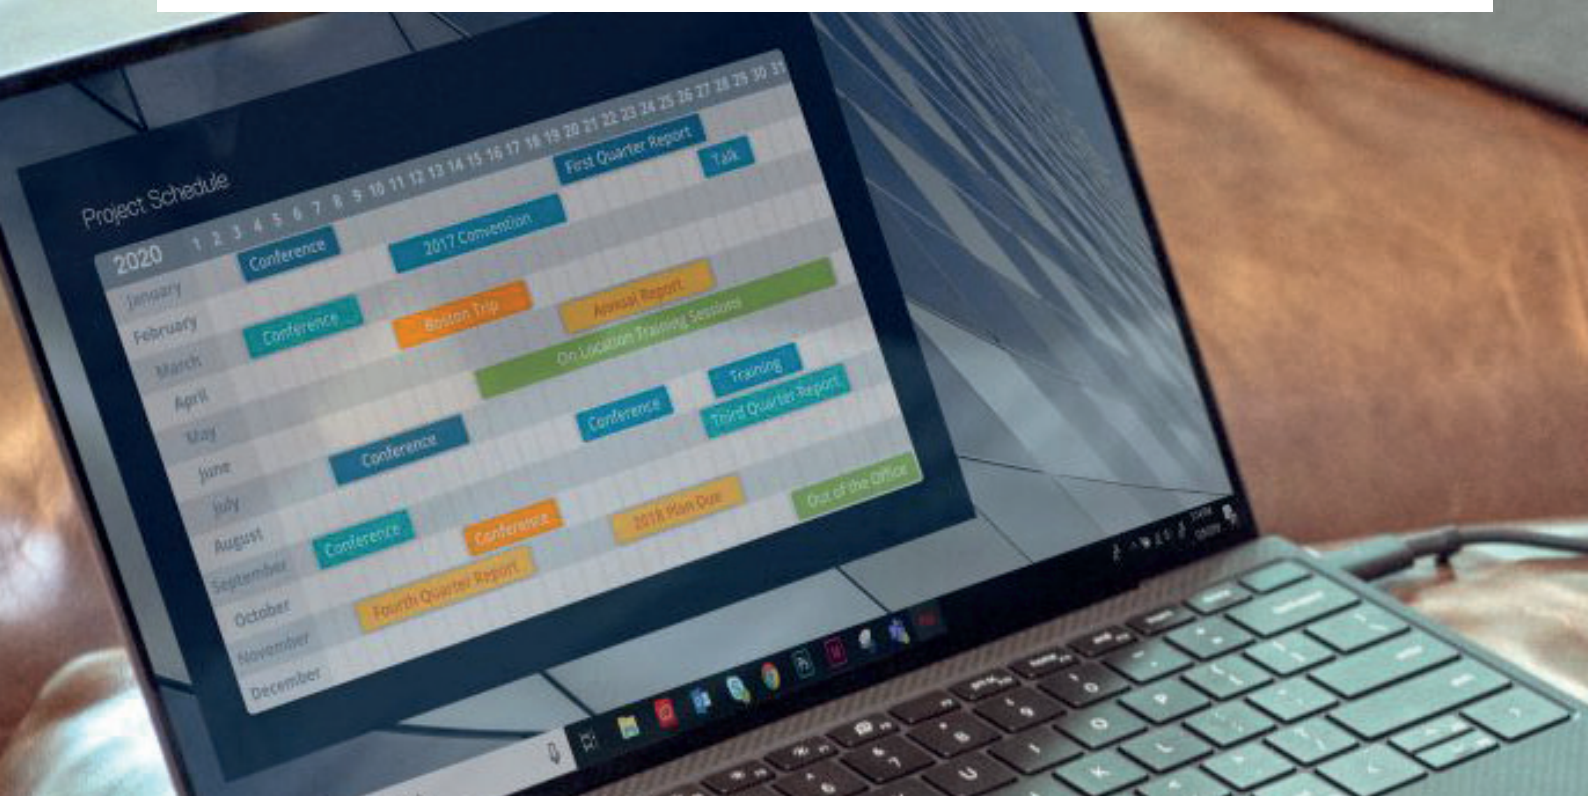 Project Schedule
2020 1 2 3 4 5 6 7 8 9 10 11 12 13 14 15 16 17 18 19 20 21 22 23 24 25 26 27 28 29 30 31
January Conference First Quarter Report
February 2017 Convention Talk
March Conference
April Boston Trip Annual Report
May On Location Training Sessions
June
July Conference Conference Training
August Third Quarter Report
September Conference
October Conference 2018 Plan Due
November Fourth Quarter Report Out of the Office
December